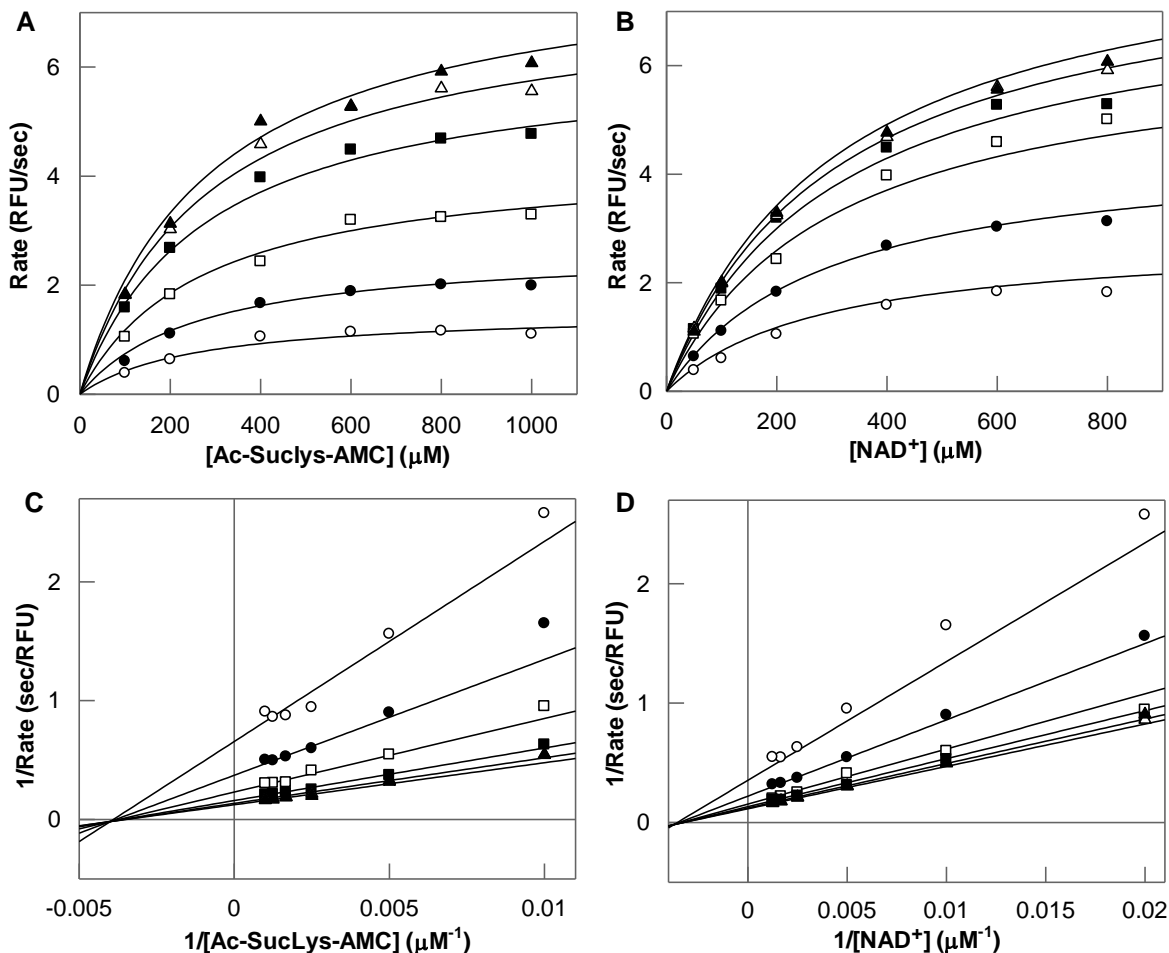 A
Rate (RFU/sec)
6
4
2
0
0 200 400 600 800 1000
[Ac-Suclys-AMC] (μM)
B
Rate (RFU/sec)
6
4
2
0
0 200 400 600 800
[NAD⁺] (μM)
C
1/Rate (sec/RFU)
2
1
0
-0.005 0 0.005 0.01
1/[Ac-SucLys-AMC] (μM⁻¹)
D
1/Rate (sec/RFU)
2
1
0
0 0.005 0.01 0.015 0.02
1/[NAD⁺] (μM⁻¹)